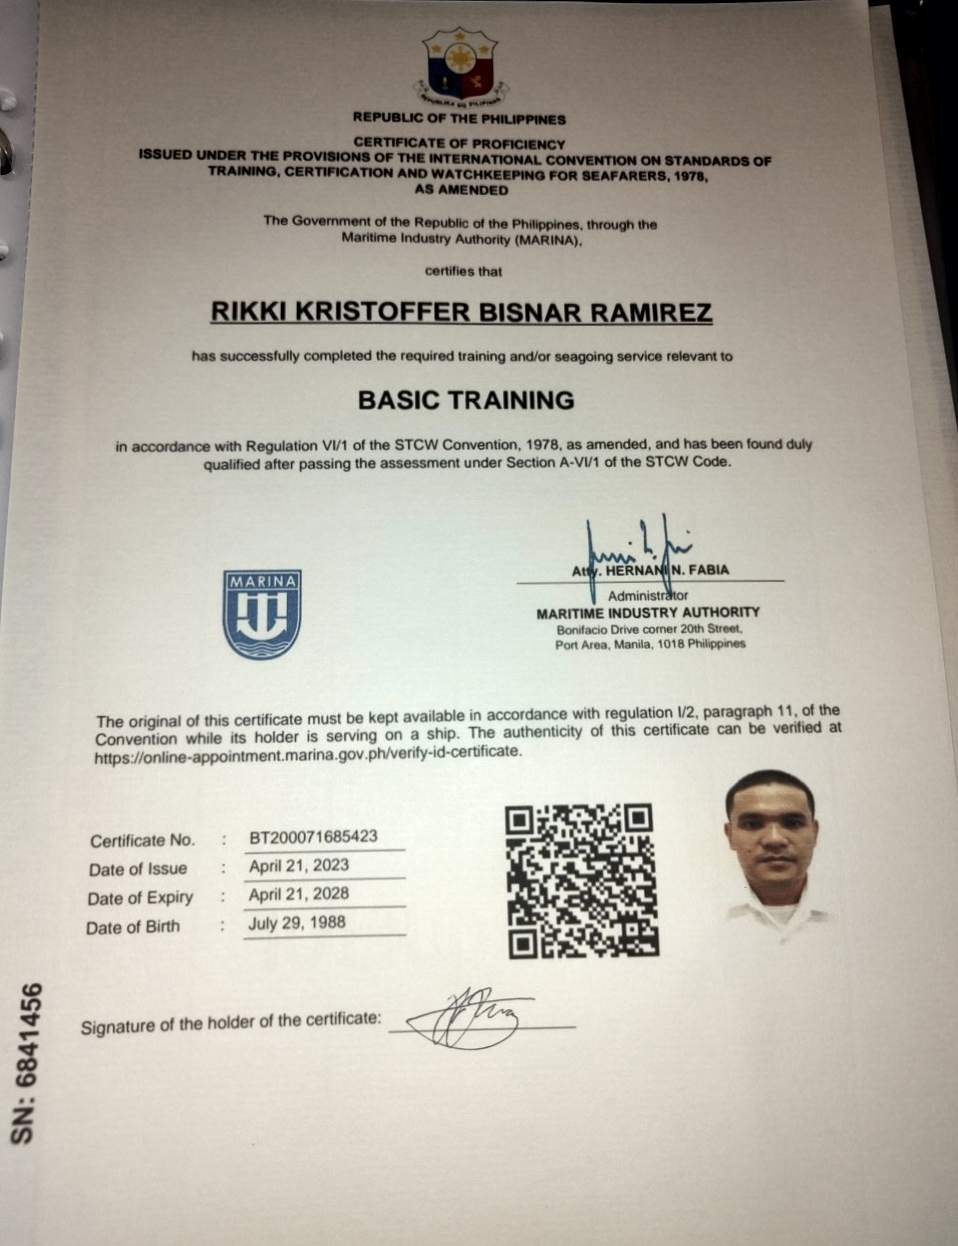 REPUBLIKA NG PILIPINAS
REPUBLIC OF THE PHILIPPINES
CERTIFICATE OF PROFICIENCY
ISSUED UNDER THE PROVISIONS OF THE INTERNATIONAL CONVENTION ON STANDARDS OF
TRAINING, CERTIFICATION AND WATCHKEEPING FOR SEAFARERS, 1978,
AS AMENDED
The Government of the Republic of the Philippines, through the
Maritime Industry Authority (MARINA),
certifies that
RIKKI KRISTOFFER BISNAR RAMIREZ
has successfully completed the required training and/or seagoing service relevant to
BASIC TRAINING
in accordance with Regulation VI/1 of the STCW Convention, 1978, as amended, and has been found duly
qualified after passing the assessment under Section A-VI/1 of the STCW Code.
MARINA
Atty. HERNANI N. FABIA
Administrator
MARITIME INDUSTRY AUTHORITY
Bonifacio Drive corner 20th Street,
Port Area, Manila, 1018 Philippines
The original of this certificate must be kept available in accordance with regulation I/2, paragraph 11, of the
Convention while its holder is serving on a ship. The authenticity of this certificate can be verified at
https://online-appointment.marina.gov.ph/verify-id-certificate.
Certificate No. : BT200071685423
Date of Issue : April 21, 2023
Date of Expiry : April 21, 2028
Date of Birth : July 29, 1988
Signature of the holder of the certificate:
SN: 6841456